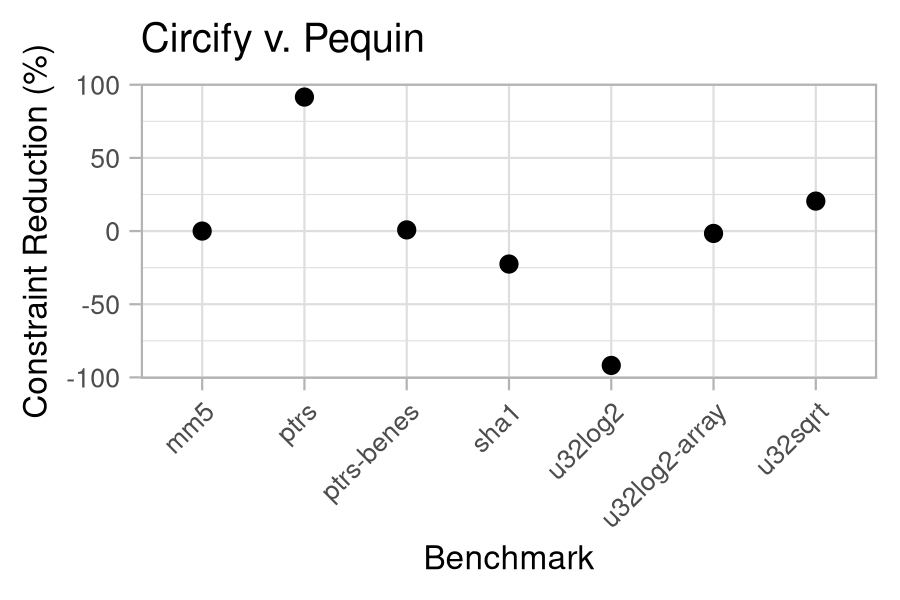 Circify v. Pequin
Constraint Reduction (%)
100
50
0
-50
-100
mm5
ptrs
ptrs-benes
sha1
u32log2
u32log2-array
u32sqrt
Benchmark